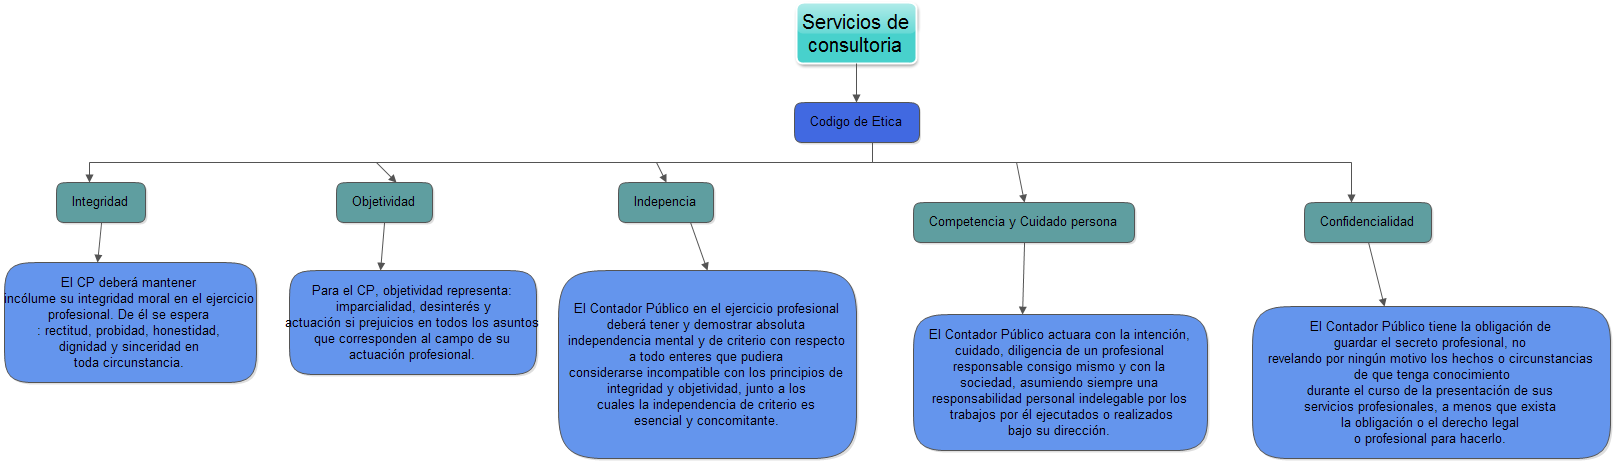 Servicios de
consultoria
Codigo de Etica
Integridad
Objetividad
Indepencia
Competencia y Cuidado persona
Confidencialidad
El CP deberá mantener
incólume su integridad moral en el ejercicio
profesional. De él se espera
: rectitud, probidad, honestidad,
dignidad y sinceridad en
toda circunstancia.
Para el CP, objetividad representa:
imparcialidad, desinterés y
actuación si prejuicios en todos los asuntos
que corresponden al campo de su
actuación profesional.
El Contador Público en el ejercicio profesional
deberá tener y demostrar absoluta
independencia mental y de criterio con respecto
a todo enteres que pudiera
considerarse incompatible con los principios de
integridad y objetividad, junto a los
cuales la independencia de criterio es
esencial y concomitante.
El Contador Público actuara con la intención,
cuidado, diligencia de un profesional
responsable consigo mismo y con la
sociedad, asumiendo siempre una
responsabilidad personal indelegable por los
trabajos por él ejecutados o realizados
bajo su dirección.
El Contador Público tiene la obligación de
guardar el secreto profesional, no
revelando por ningún motivo los hechos o circunstancias
de que tenga conocimiento
durante el curso de la presentación de sus
servicios profesionales, a menos que exista
la obligación o el derecho legal
o profesional para hacerlo.